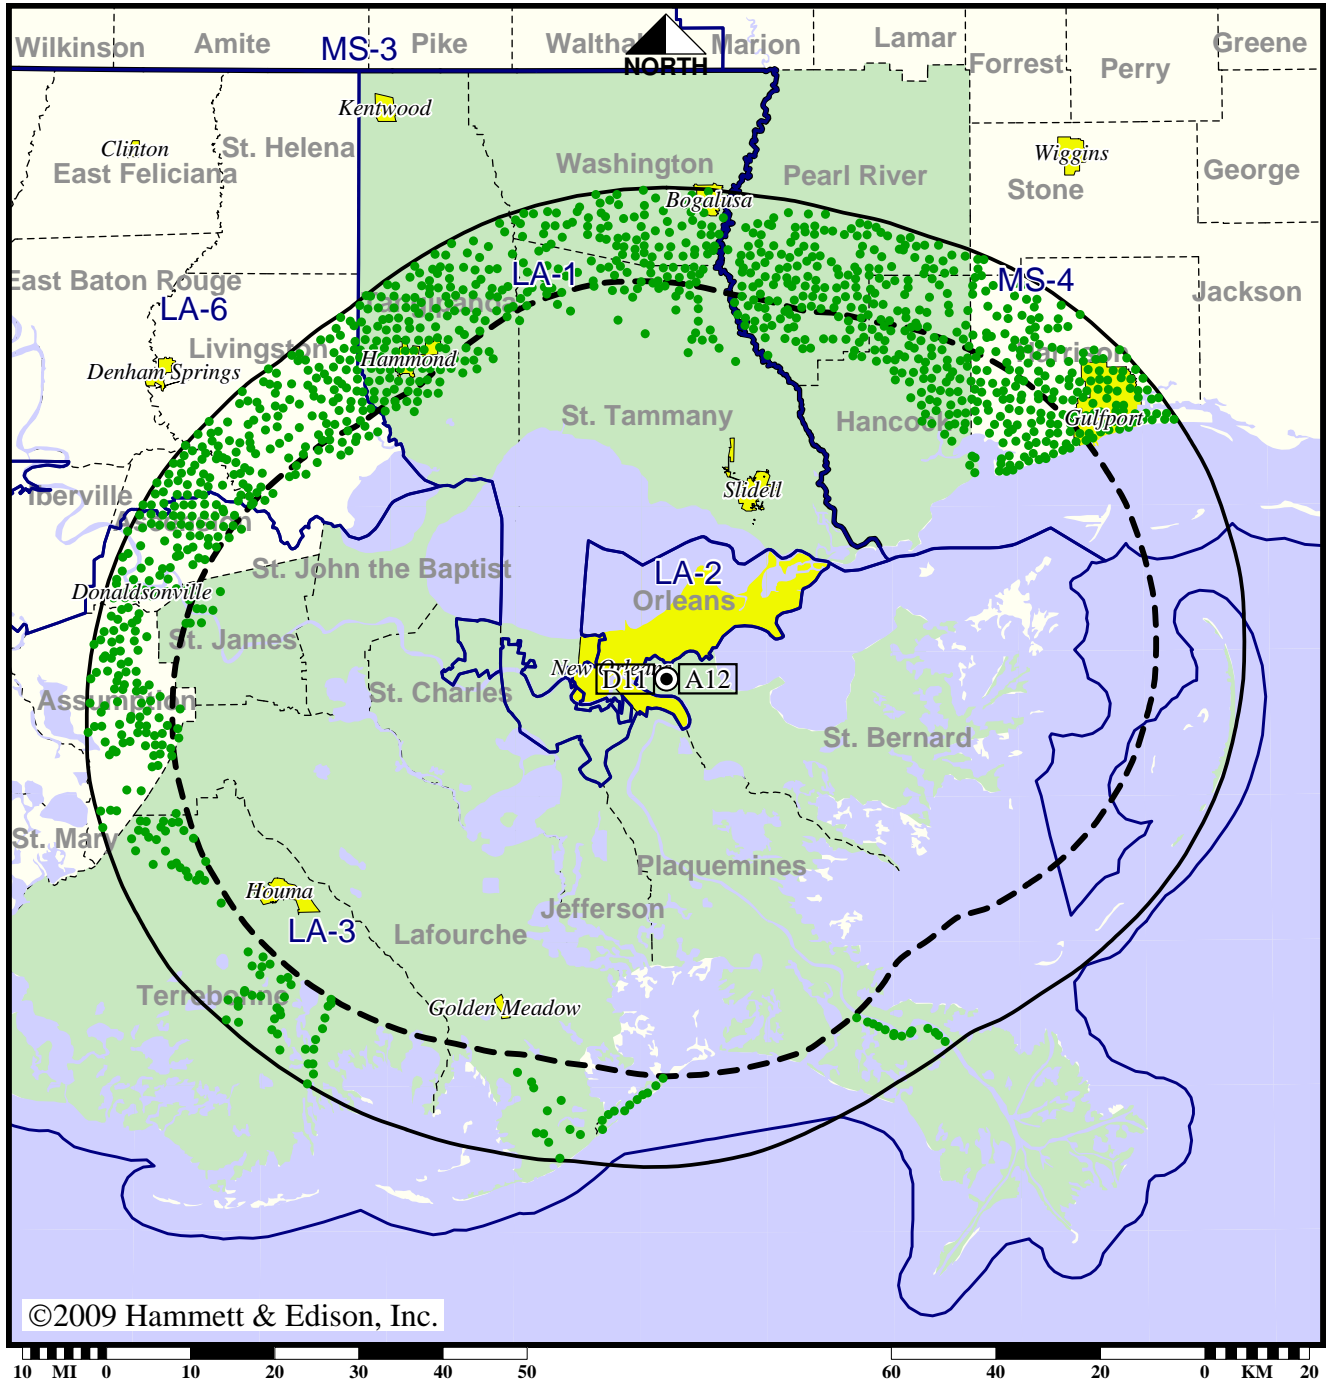 Wilkinson
Amite
MS-3
Pike
Walthal
Marion
Lamar
Greene
NORTH
Forrest
Perry
Kentwood
Clinton
East Feliciana
St. Helena
Washington
Pearl River
Wiggins
Stone
George
Bogalusa
East Baton Rouge
LA-6
LA-1
MS-4
Jackson
Tangipahoa
Livingston
Hammond
Harrison
Denham Springs
St. Tammany
Hancock
Gulfport
Slidell
Iberville
Ascension
St. John the Baptist
LA-2
Donaldsonville
Orleans
St. James
New Orleans
D11 A12
Assumption
St. Charles
St. Bernard
St. Mary
Plaquemines
Houma
Jefferson
LA-3
Lafourche
Terrebonne
Golden Meadow
©2009 Hammett & Edison, Inc.
10 MI 0 10 20 30 40 50 60 40 20 0 KM 20